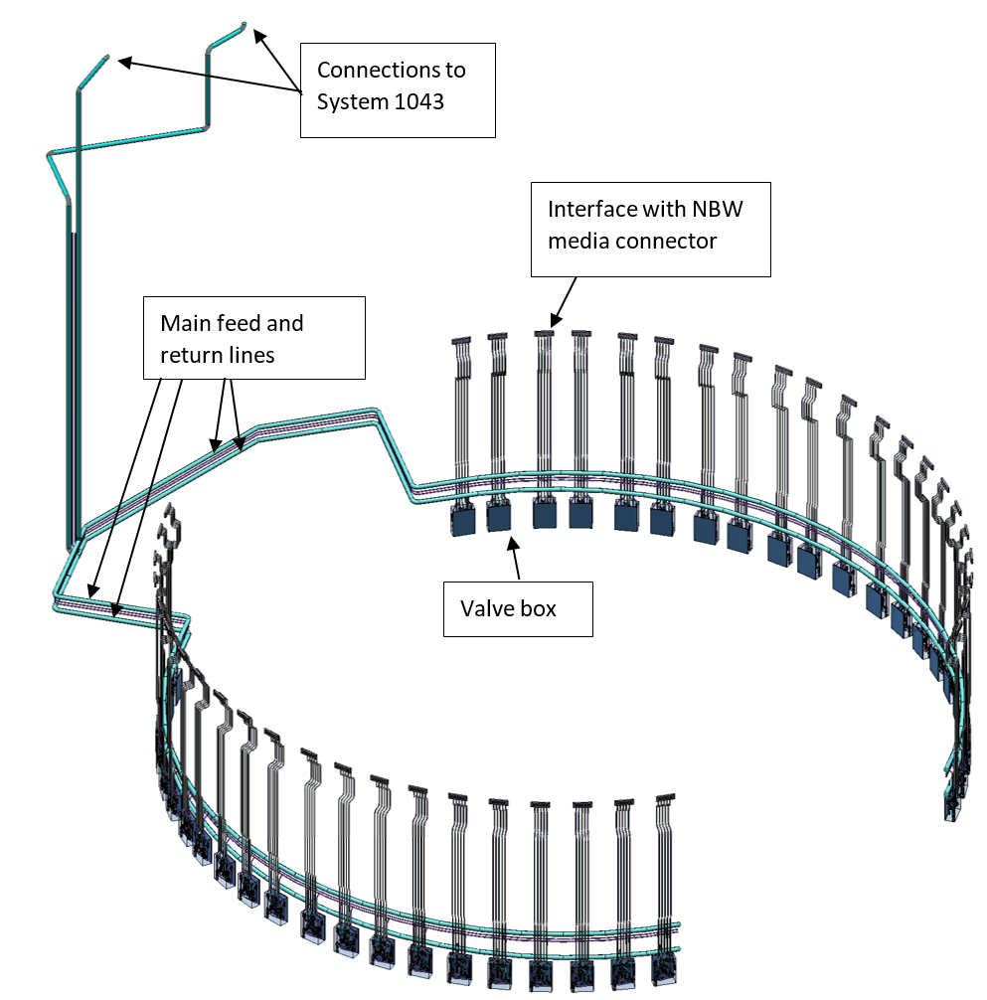 Connections to
System 1043
Interface with NBW
media connector
Main feed and
return lines
Valve box